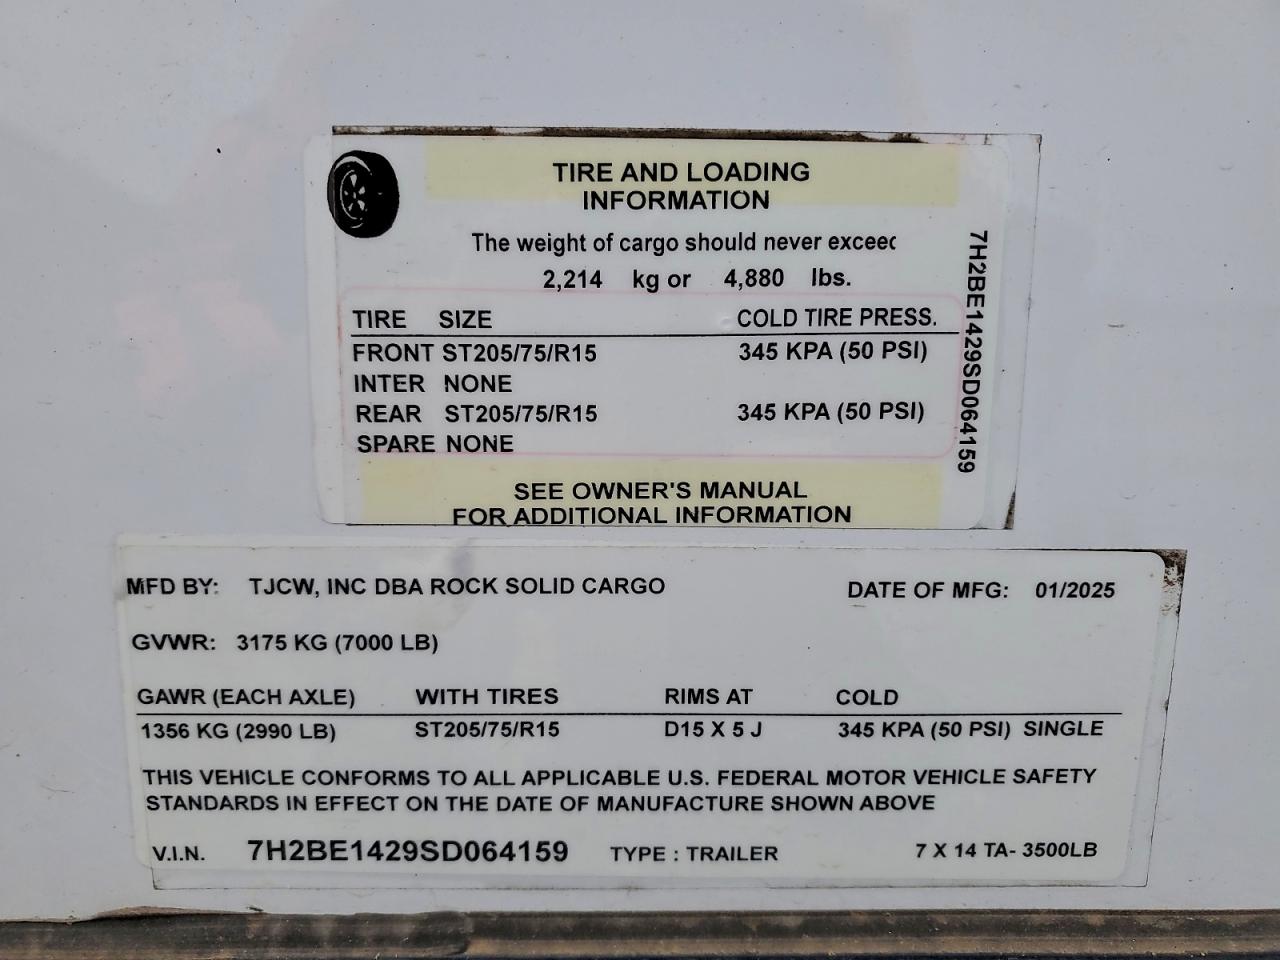 TIRE AND LOADING
INFORMATION
The weight of cargo should never exceed
2,214 kg or 4,880 lbs.
TIRE SIZE COLD TIRE PRESS.
FRONT ST205/75/R15 345 KPA (50 PSI)
INTER NONE
REAR ST205/75/R15 345 KPA (50 PSI)
SPARE NONE
SEE OWNER'S MANUAL
FOR ADDITIONAL INFORMATION
7H2BE1429SD064159
MFD BY: TJCW, INC DBA ROCK SOLID CARGO DATE OF MFG: 01/2025
GVWR: 3175 KG (7000 LB)
GAWR (EACH AXLE) WITH TIRES RIMS AT COLD
1356 KG (2990 LB) ST205/75/R15 D15 X 5 J 345 KPA (50 PSI) SINGLE
THIS VEHICLE CONFORMS TO ALL APPLICABLE U.S. FEDERAL MOTOR VEHICLE SAFETY
STANDARDS IN EFFECT ON THE DATE OF MANUFACTURE SHOWN ABOVE
V.I.N. 7H2BE1429SD064159 TYPE : TRAILER 7 X 14 TA- 3500LB